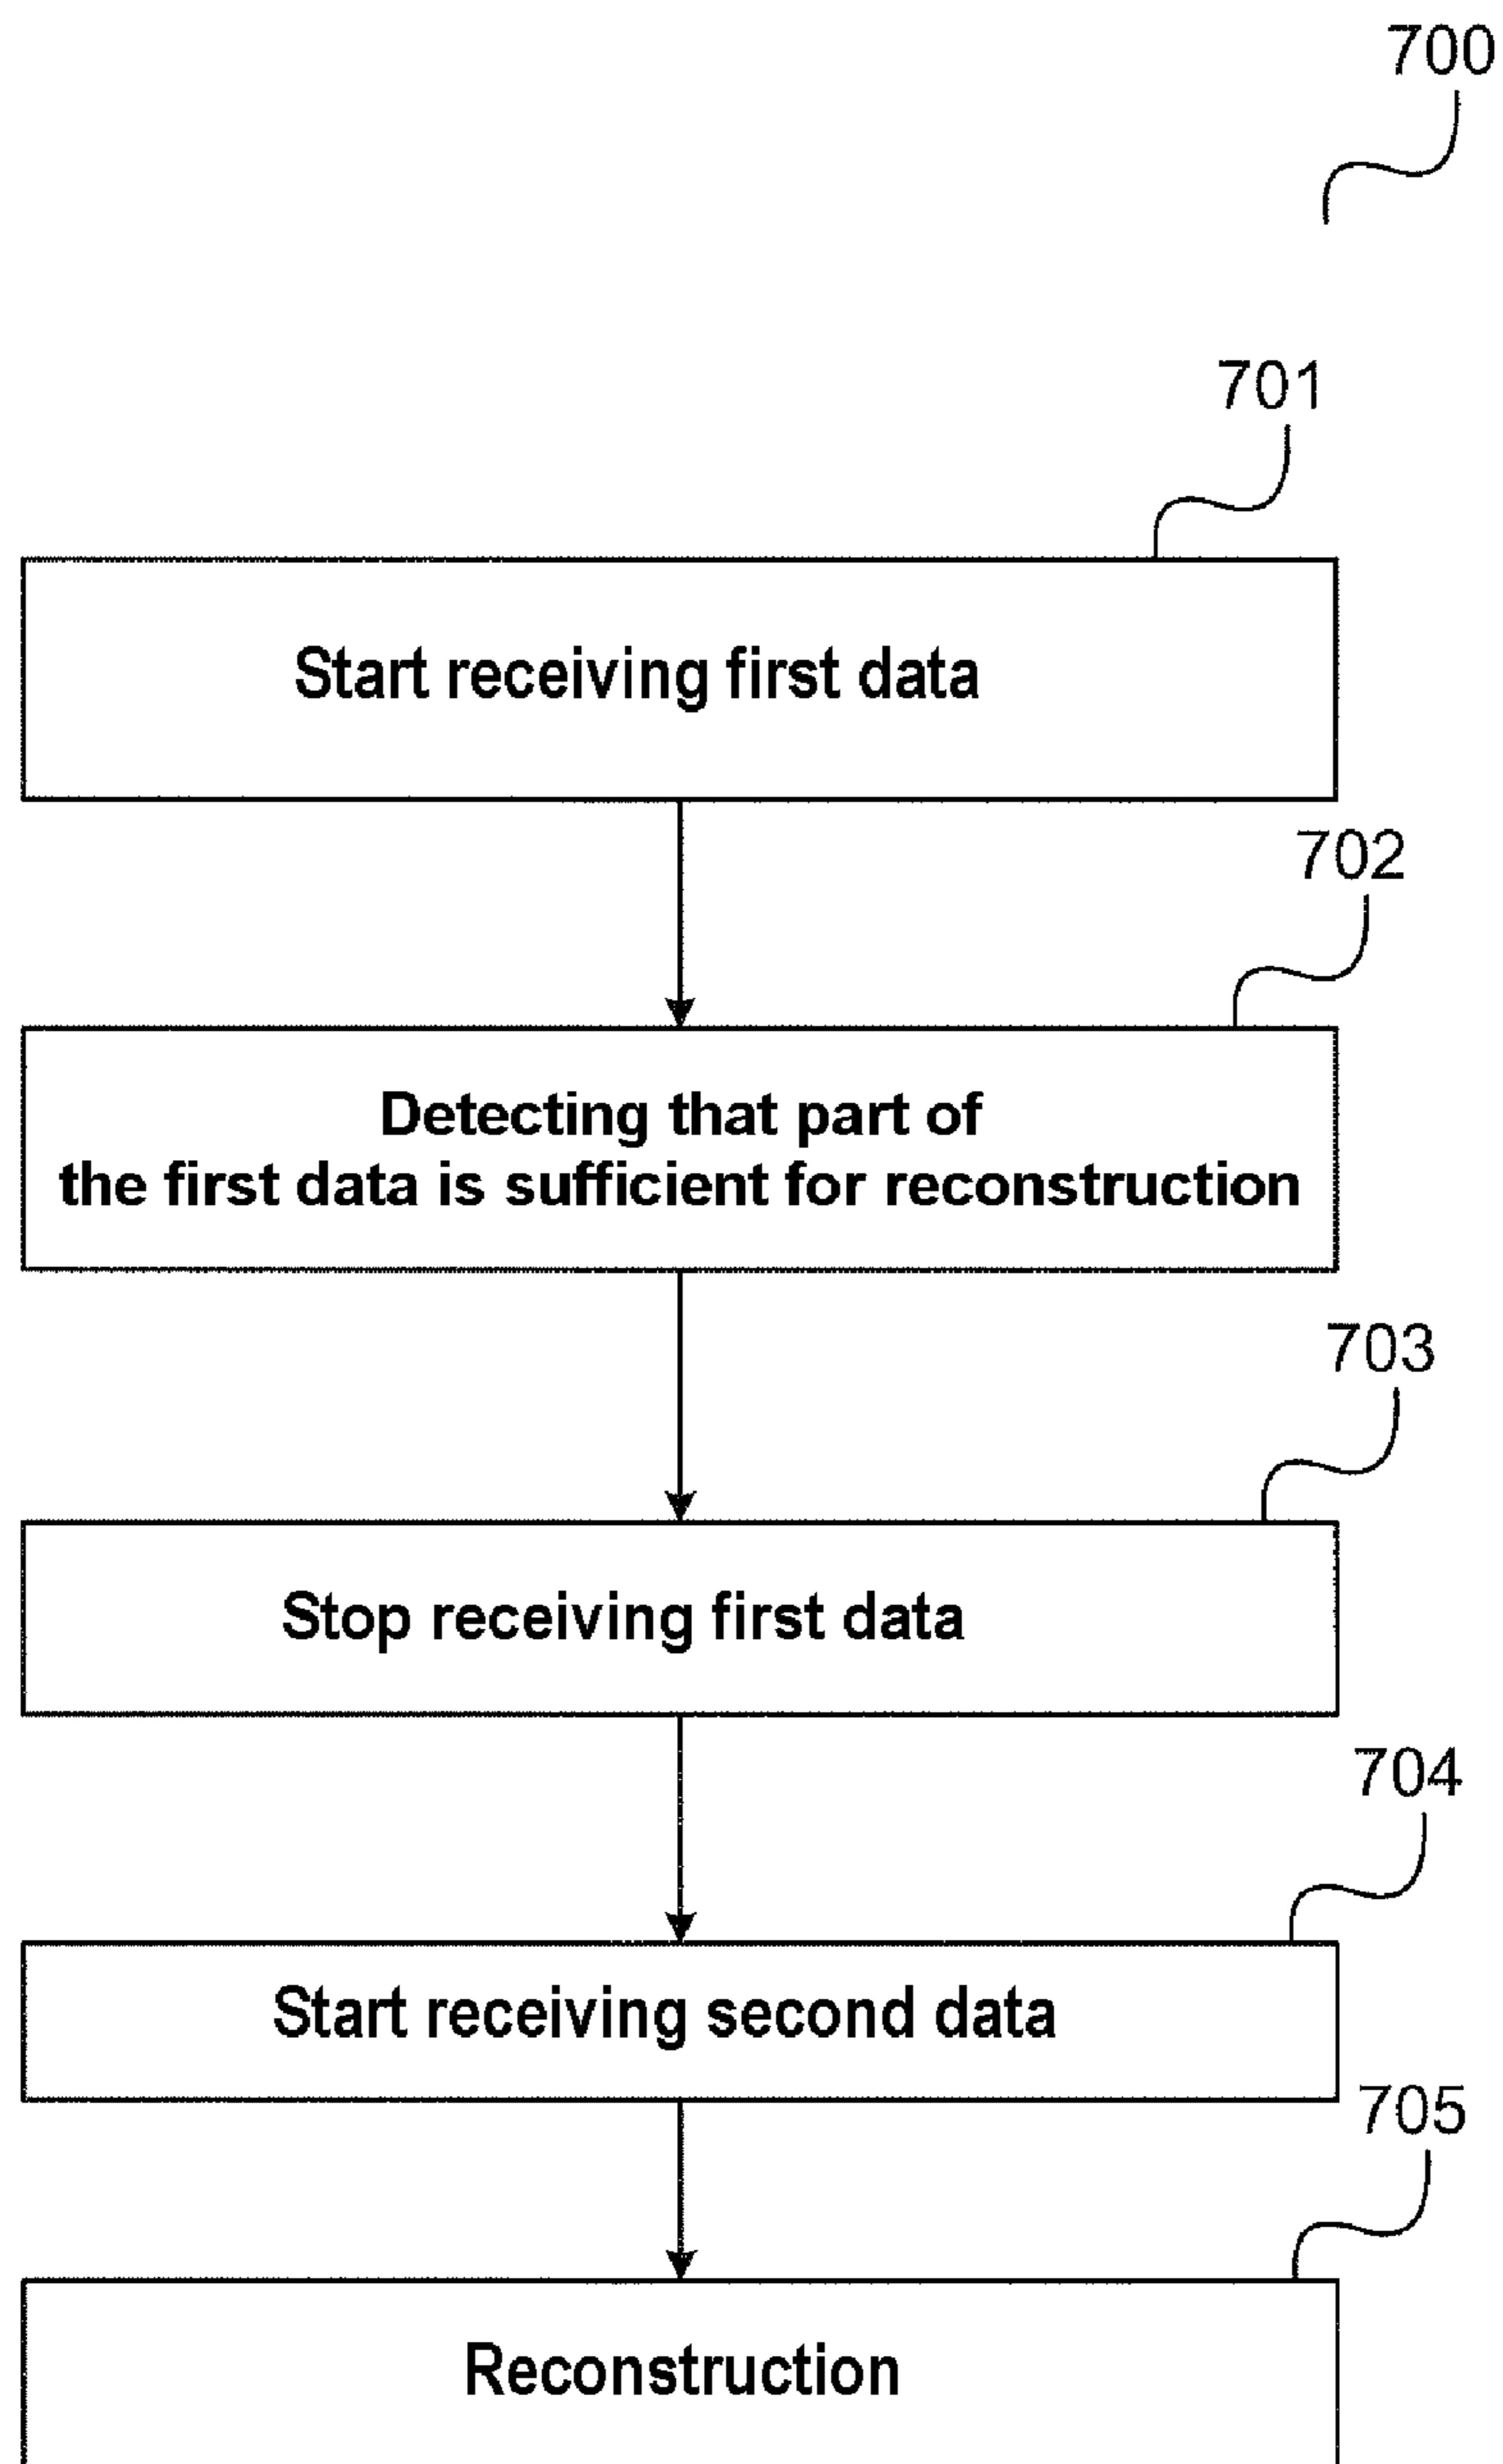 700
701
Start receiving first data
702
Detecting that part of
the first data is sufficient for reconstruction
703
Stop receiving first data
704
Start receiving second data
705
Reconstruction